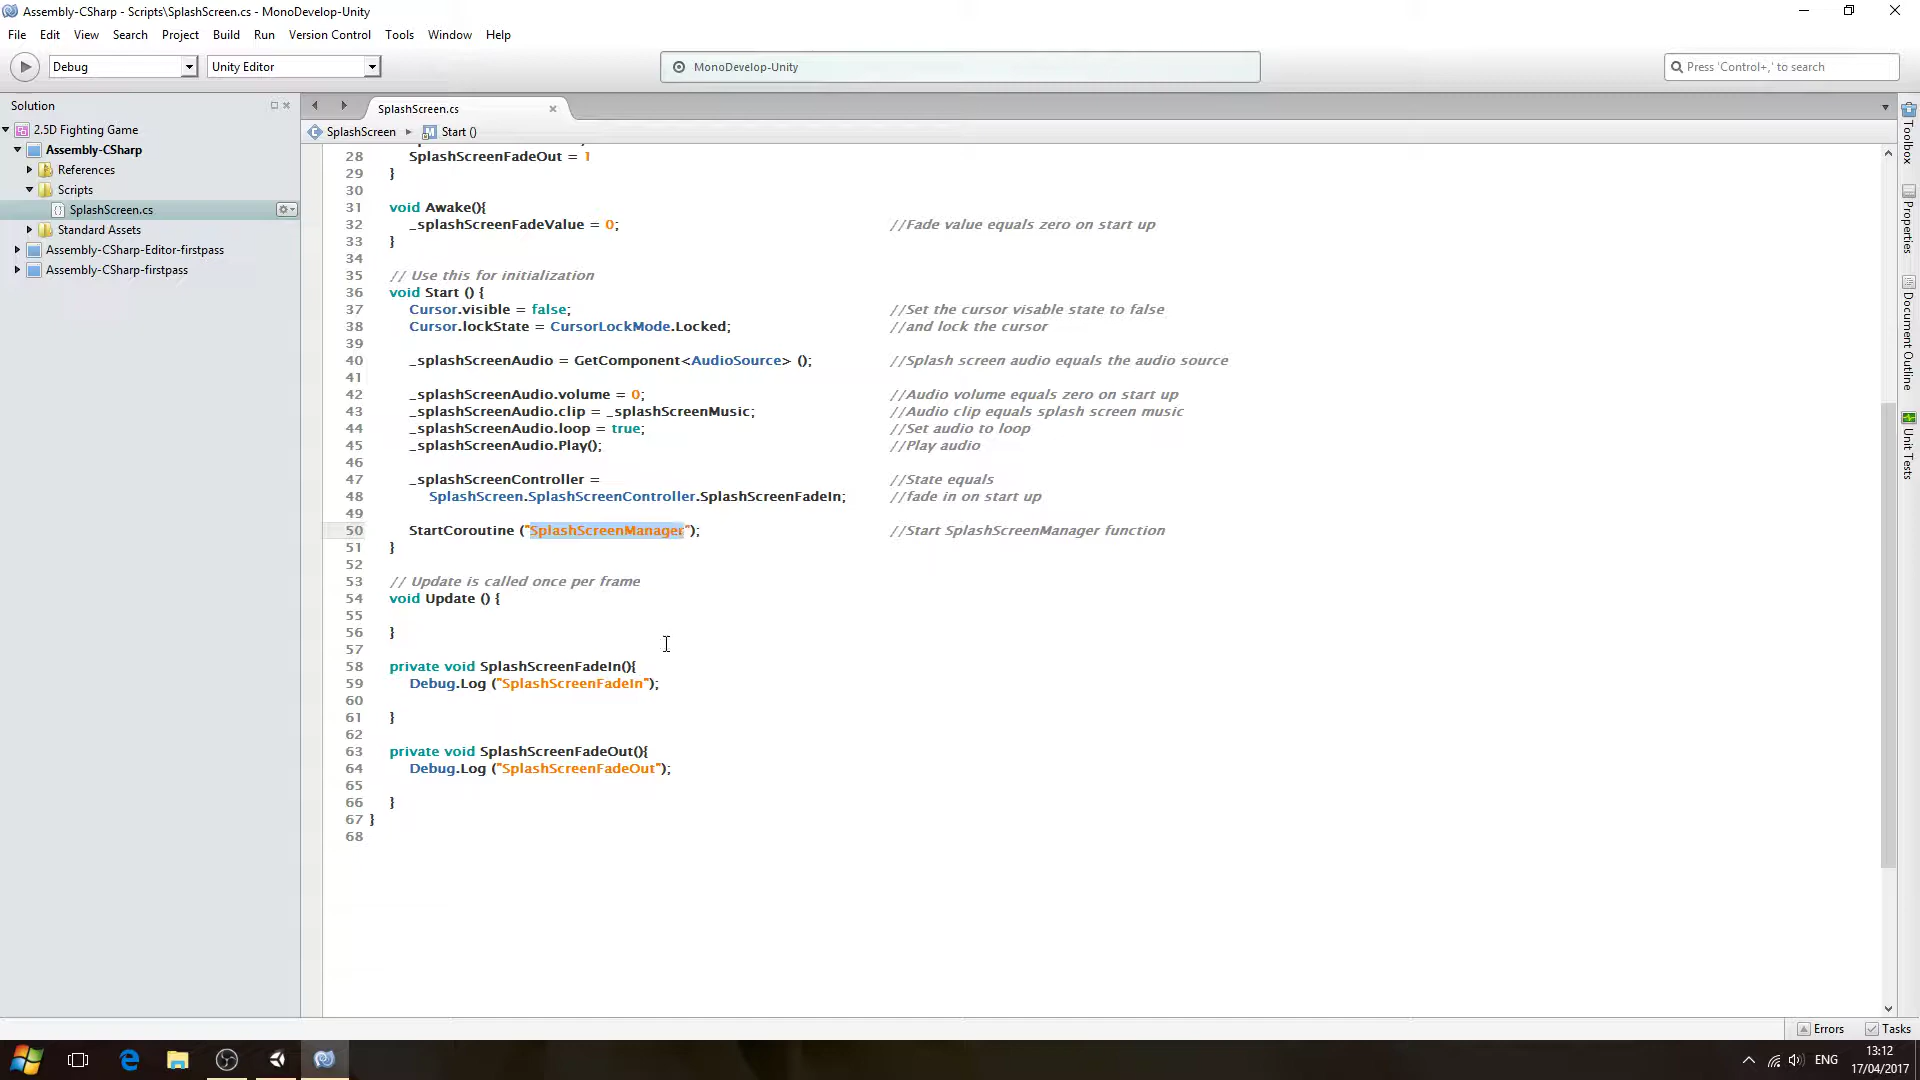 Assembly-CSharp - Scripts\SplashScreen.cs - MonoDevelop-Unity
File Edit View Search Project Build Run Version Control Tools Window Help
Debug Unity Editor MonoDevelop-Unity Press 'Control+,' to search
Solution
2.5D Fighting Game
Assembly-CSharp
References
Scripts
SplashScreen.cs
Standard Assets
Assembly-CSharp-Editor-firstpass
Assembly-CSharp-firstpass
SplashScreen.cs
SplashScreen Start ()
28 SplashScreenFadeOut = 1
29 }
30
31 void Awake(){
32 _splashScreenFadeValue = 0; //Fade value equals zero on start up
33 }
34
35 // Use this for initialization
36 void Start () {
37 Cursor.visible = false; //Set the cursor visable state to false
38 Cursor.lockState = CursorLockMode.Locked; //and lock the cursor
39
40 _splashScreenAudio = GetComponent<AudioSource> (); //Splash screen audio equals the audio source
41
42 _splashScreenAudio.volume = 0; //Audio volume equals zero on start up
43 _splashScreenAudio.clip = _splashScreenMusic; //Audio clip equals splash screen music
44 _splashScreenAudio.loop = true; //Set audio to loop
45 _splashScreenAudio.Play(); //Play audio
46
47 _splashScreenController = //State equals
48 SplashScreen.SplashScreenController.SplashScreenFadeIn; //fade in on start up
49
50 StartCoroutine ("SplashScreenManager"); //Start SplashScreenManager function
51 }
52
53 // Update is called once per frame
54 void Update () {
55
56 }
57
58 private void SplashScreenFadeIn(){
59 Debug.Log ("SplashScreenFadeIn");
60
61 }
62
63 private void SplashScreenFadeOut(){
64 Debug.Log ("SplashScreenFadeOut");
65
66 }
67 }
68
Toolbox
Properties
Document Outline
Unit Tests
Errors Tasks
ENG
13:12
17/04/2017